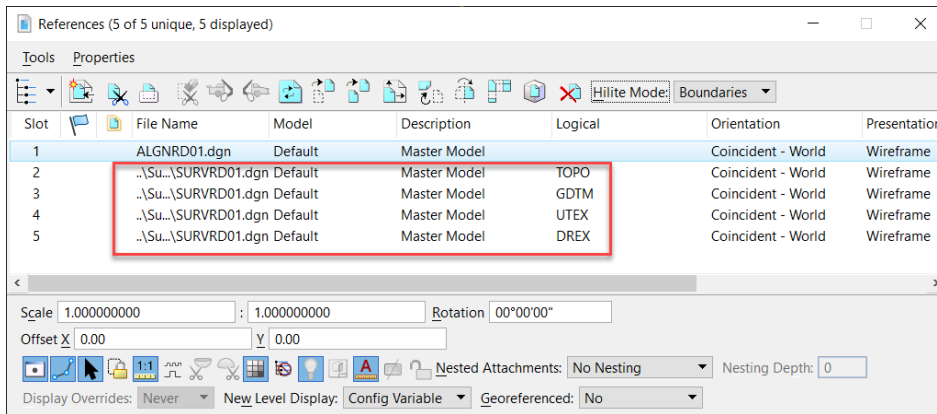 References (5 of 5 unique, 5 displayed)
Tools Properties
Hilite Mode: Boundaries
Slot File Name Model Description Logical Orientation Presentation
1 ALGNRD01.dgn Default Master Model Coincident - World Wireframe
2 ..\Su...\SURVRD01.dgn Default Master Model TOPO Coincident - World Wireframe
3 ..\Su...\SURVRD01.dgn Default Master Model GDTM Coincident - World Wireframe
4 ..\Su...\SURVRD01.dgn Default Master Model UTEX Coincident - World Wireframe
5 ..\Su...\SURVRD01.dgn Default Master Model DREX Coincident - World Wireframe
Scale 1.000000000 : 1.000000000 Rotation 00°00'00"
Offset X 0.00 Y 0.00
1:1 A Nested Attachments: No Nesting Nesting Depth: 0
Display Overrides: Never New Level Display: Config Variable Georeferenced: No